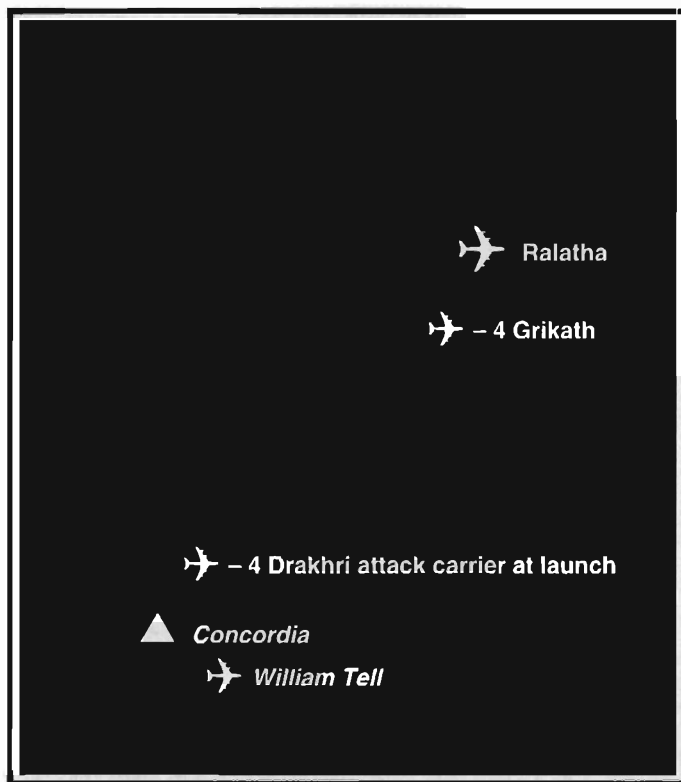 Ralatha
– 4 Grikath
– 4 Drakhri attack carrier at launch
Concordia
William Tell